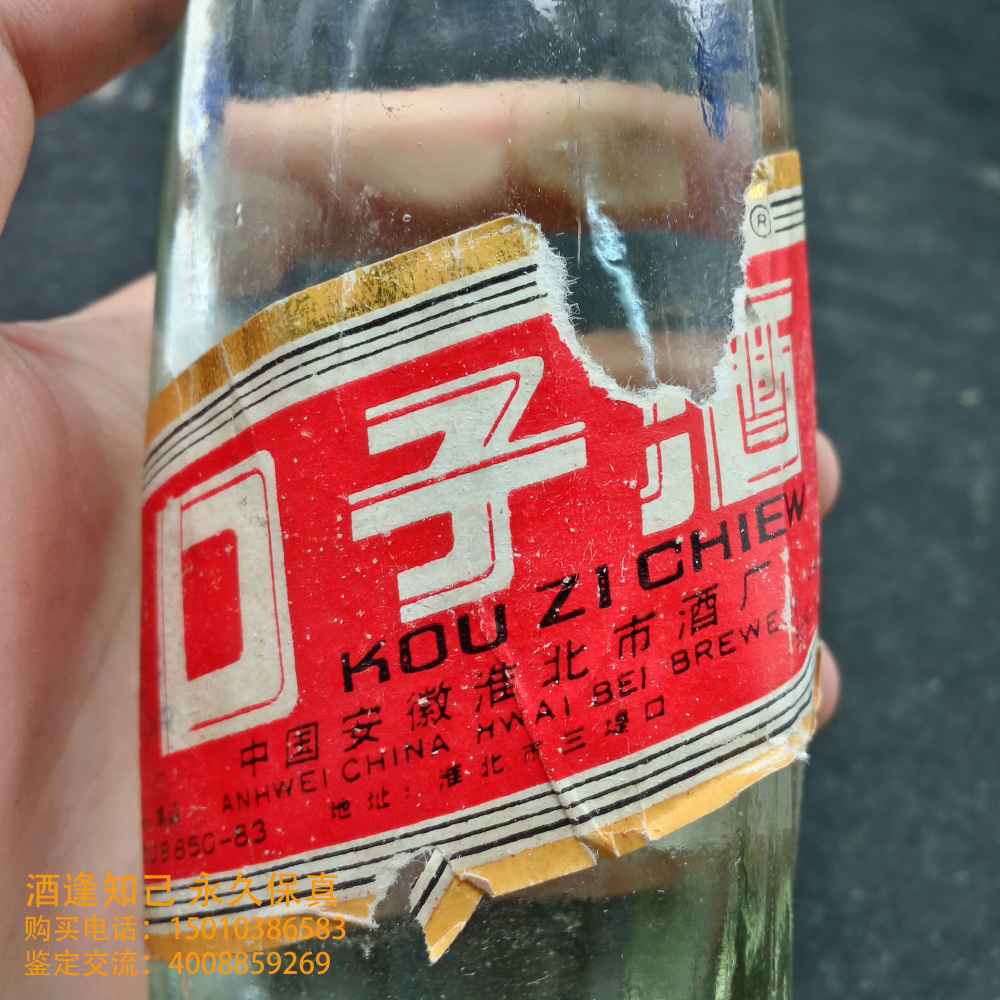 ®
口子酒
KOU ZI CHIEW
中国安徽淮北市酒厂
ANHWEI CHINA HWAI BEI BREWE
地址：淮北市三堤口
850-83
酒逢知己 永久保真
购买电话：15010386583
鉴定交流：4008859269